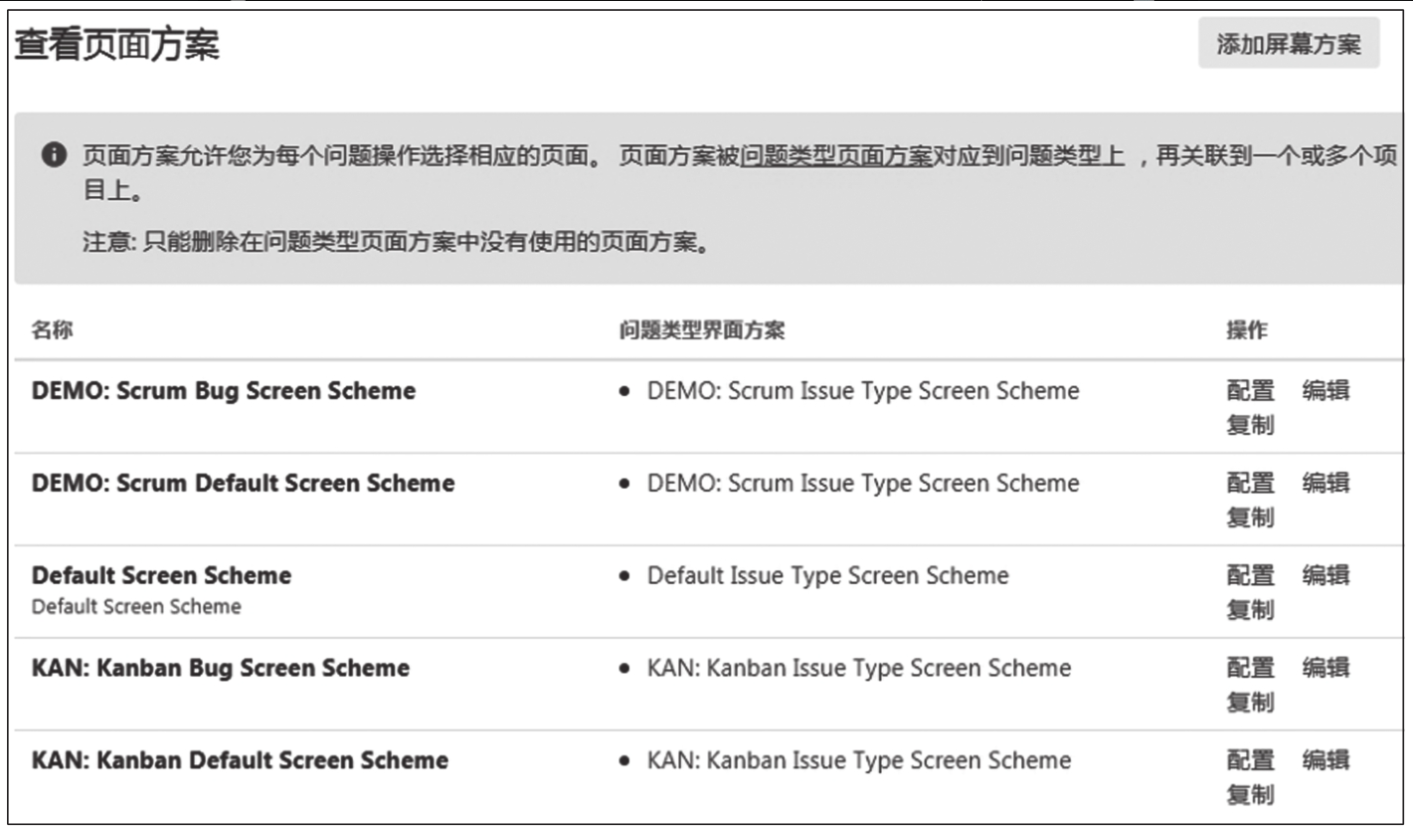 查看页面方案
添加屏幕方案
页面方案允许您为每个问题操作选择相应的页面。 页面方案被问题类型页面方案对应到问题类型上 ，再关联到一个或多个项
目上。
注意: 只能删除在问题类型页面方案中没有使用的页面方案。
名称 问题类型界面方案 操作
DEMO: Scrum Bug Screen Scheme • DEMO: Scrum Issue Type Screen Scheme 配置 编辑
复制
DEMO: Scrum Default Screen Scheme • DEMO: Scrum Issue Type Screen Scheme 配置 编辑
复制
Default Screen Scheme • Default Issue Type Screen Scheme 配置 编辑
Default Screen Scheme 复制
KAN: Kanban Bug Screen Scheme • KAN: Kanban Issue Type Screen Scheme 配置 编辑
复制
KAN: Kanban Default Screen Scheme • KAN: Kanban Issue Type Screen Scheme 配置 编辑
复制